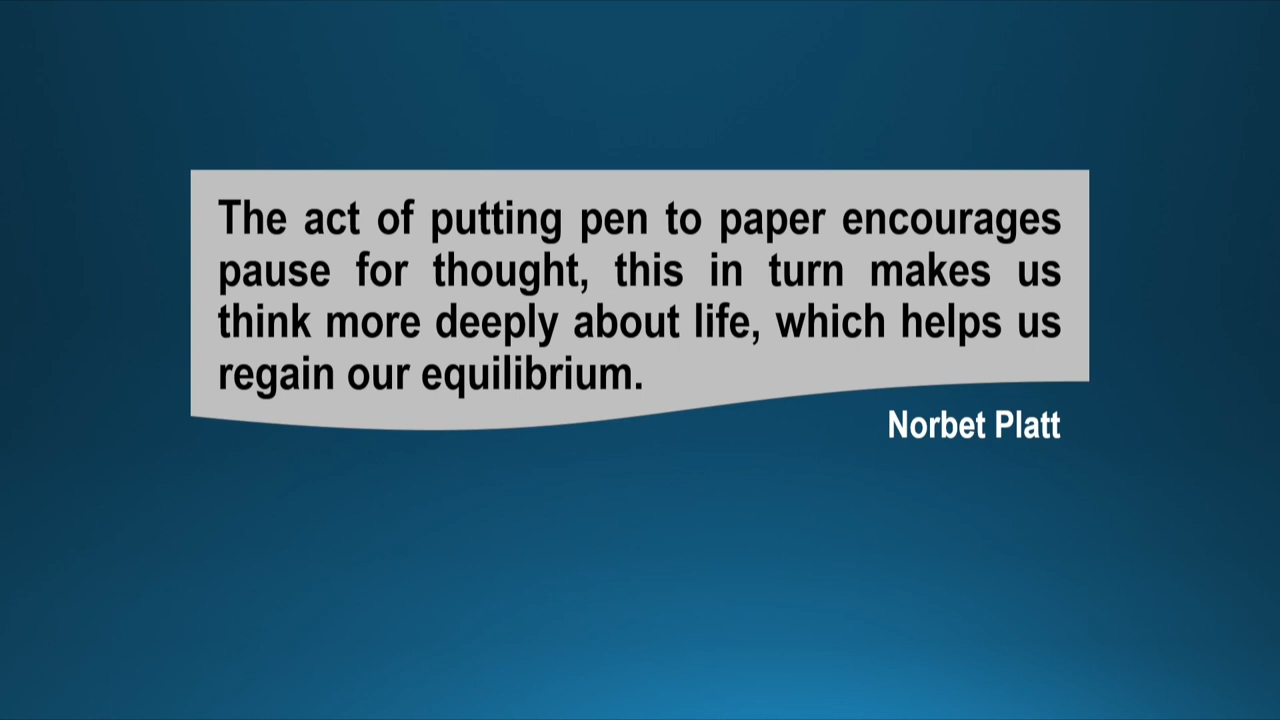 The act of putting pen to paper encourages
pause for thought, this in turn makes us
think more deeply about life, which helps us
regain our equilibrium.
Norbet Platt